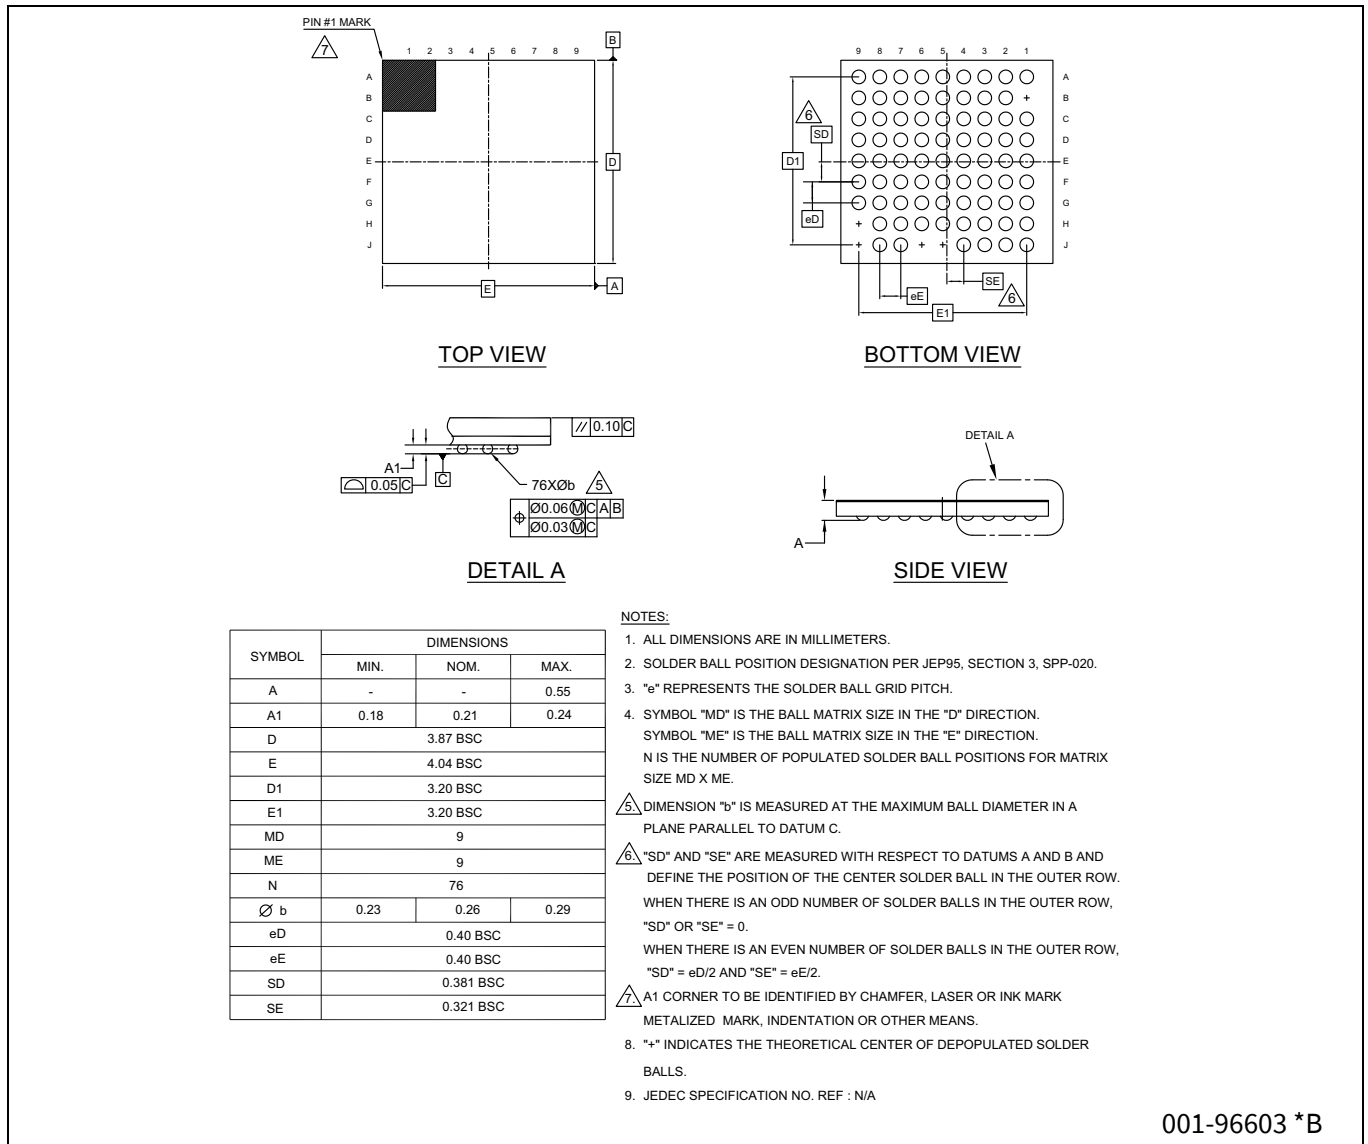 PIN #1 MARK
7
1 2 3 4 5 6 7 8 9
B
A
B
C
D
E
F
G
H
J
D
E
A
TOP VIEW
9 8 7 6 5 4 3 2 1
A
B
C
D
E
F
G
H
J
6
SD
D1
eD
SE
eE
6
E1
BOTTOM VIEW
// 0.10 C
A1
C
0.05 C
76XØb 5
Ø0.06 M C A B
Ø0.03 M C
DETAIL A
DETAIL A
A
SIDE VIEW
SYMBOL DIMENSIONS
MIN. NOM. MAX.
A - - 0.55
A1 0.18 0.21 0.24
D 3.87 BSC
E 4.04 BSC
D1 3.20 BSC
E1 3.20 BSC
MD 9
ME 9
N 76
Ø b 0.23 0.26 0.29
eD 0.40 BSC
eE 0.40 BSC
SD 0.381 BSC
SE 0.321 BSC
NOTES:
1. ALL DIMENSIONS ARE IN MILLIMETERS.
2. SOLDER BALL POSITION DESIGNATION PER JEP95, SECTION 3, SPP-020.
3. "e" REPRESENTS THE SOLDER BALL GRID PITCH.
4. SYMBOL "MD" IS THE BALL MATRIX SIZE IN THE "D" DIRECTION.
SYMBOL "ME" IS THE BALL MATRIX SIZE IN THE "E" DIRECTION.
N IS THE NUMBER OF POPULATED SOLDER BALL POSITIONS FOR MATRIX
SIZE MD X ME.
5. DIMENSION "b" IS MEASURED AT THE MAXIMUM BALL DIAMETER IN A
PLANE PARALLEL TO DATUM C.
6. "SD" AND "SE" ARE MEASURED WITH RESPECT TO DATUMS A AND B AND
DEFINE THE POSITION OF THE CENTER SOLDER BALL IN THE OUTER ROW.
WHEN THERE IS AN ODD NUMBER OF SOLDER BALLS IN THE OUTER ROW,
"SD" OR "SE" = 0.
WHEN THERE IS AN EVEN NUMBER OF SOLDER BALLS IN THE OUTER ROW,
"SD" = eD/2 AND "SE" = eE/2.
7. A1 CORNER TO BE IDENTIFIED BY CHAMFER, LASER OR INK MARK
METALIZED MARK, INDENTATION OR OTHER MEANS.
8. "+" INDICATES THE THEORETICAL CENTER OF DEPOPULATED SOLDER
BALLS.
9. JEDEC SPECIFICATION NO. REF : N/A
001-96603 *B